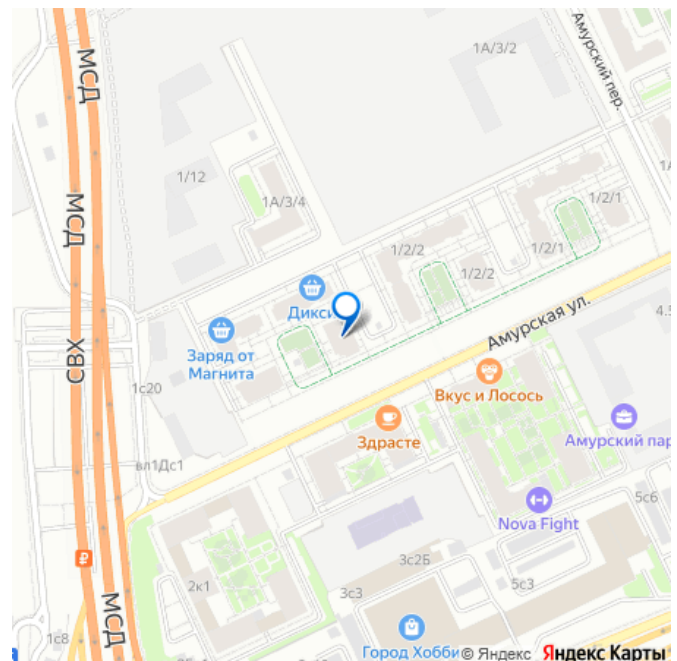 МСД
1А/3/2
Амурский пер.
1/12
1А/3/4
1/2/1
МСД
1/2/2
1/2/1
1/2/2
Дикси
Амурская ул.
Заряд от
Магнита
СВХ
1с20
Вкус и Лосось
Здрасте
Амурский пар
вл1Дс1
5с6
Nova Fight
3с2Б
2к1
3с3
5с3
МСД
1с8
Город Хобби
© Яндекс Яндекс Карты